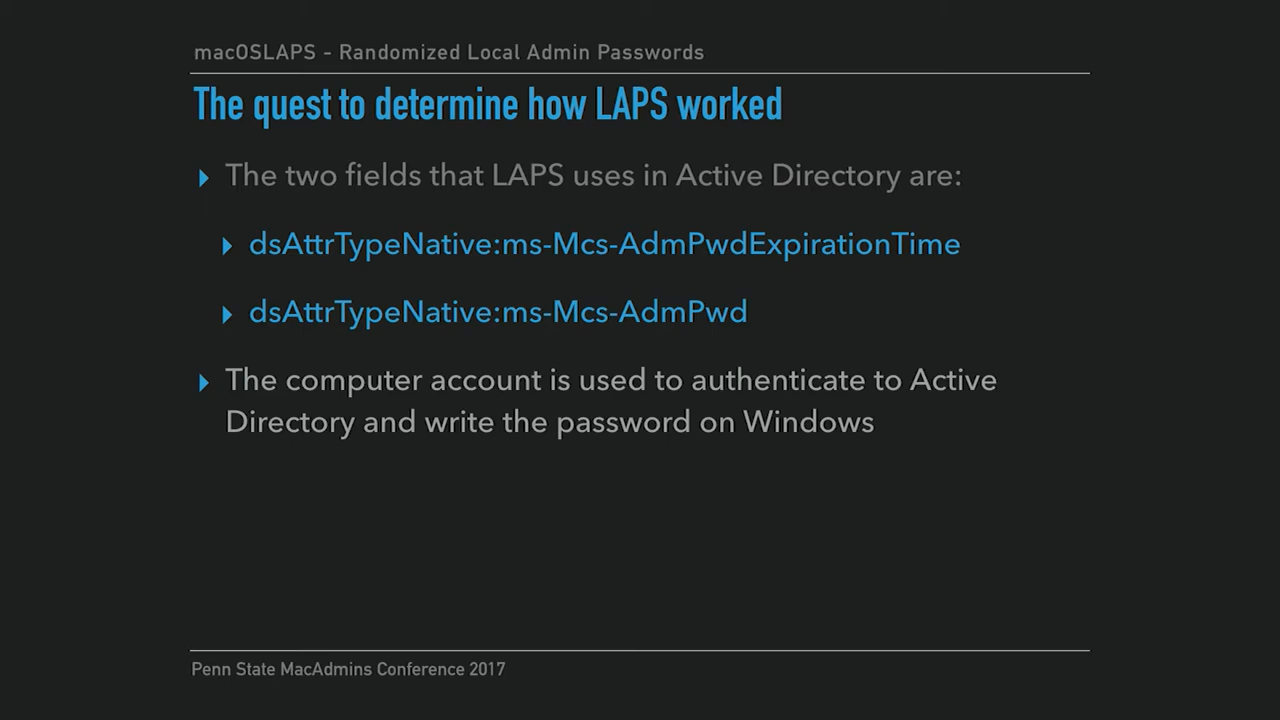 macOSLAPS - Randomized Local Admin Passwords
The quest to determine how LAPS worked
The two fields that LAPS uses in Active Directory are:
dsAttrTypeNative:ms-Mcs-AdmPwdExpirationTime
dsAttrTypeNative:ms-Mcs-AdmPwd
The computer account is used to authenticate to Active
Directory and write the password on Windows
Penn State MacAdmins Conference 2017